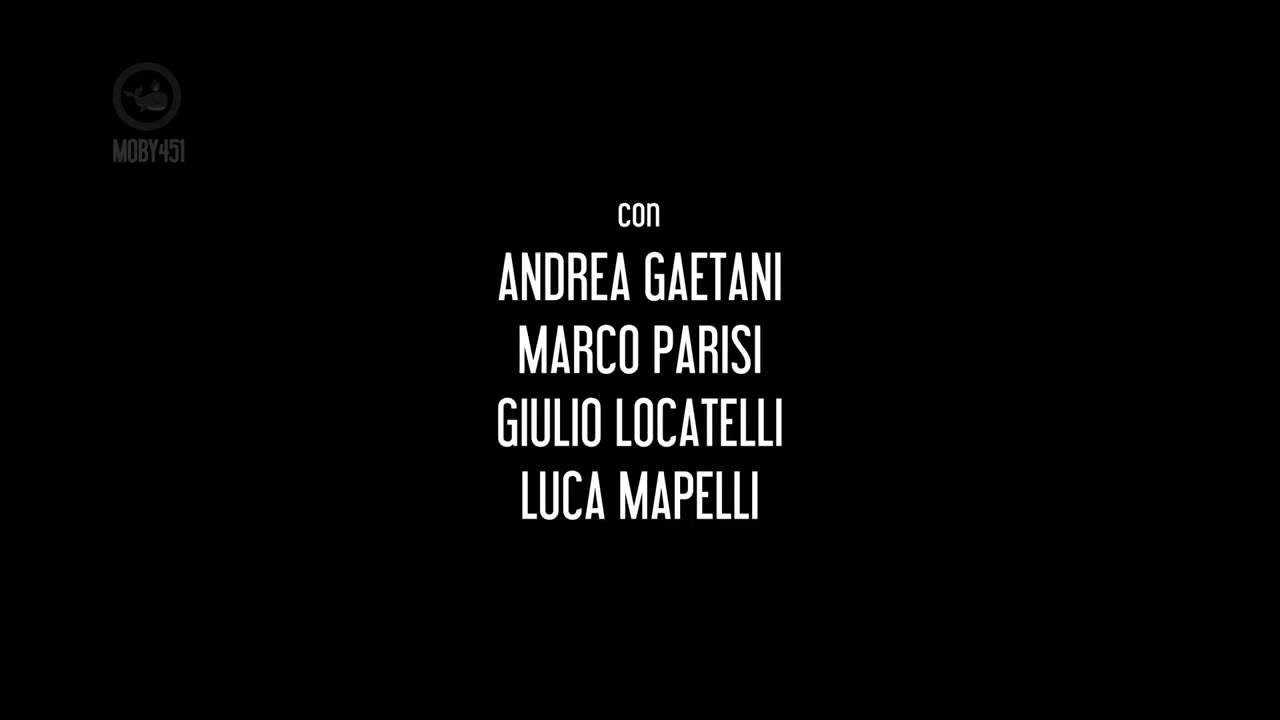 MOBY451
con
ANDREA GAETANI
MARCO PARISI
GIULIO LOCATELLI
LUCA MAPELLI